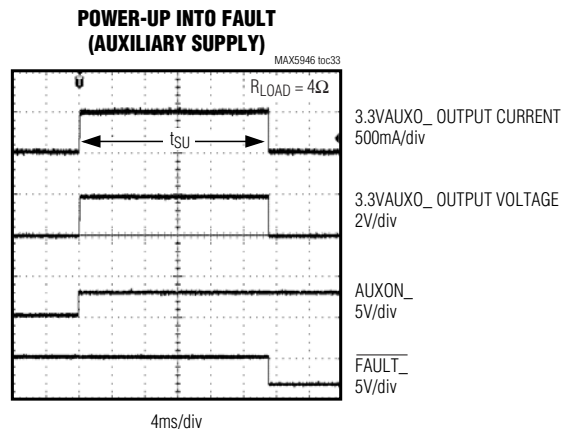 POWER-UP INTO FAULT
(AUXILIARY SUPPLY)
MAX5946 toc33
RLOAD = 4Ω
3.3VAUXO_ OUTPUT CURRENT
500mA/div
tSU
3.3VAUXO_ OUTPUT VOLTAGE
2V/div
AUXON_
5V/div
FAULT_
5V/div
4ms/div